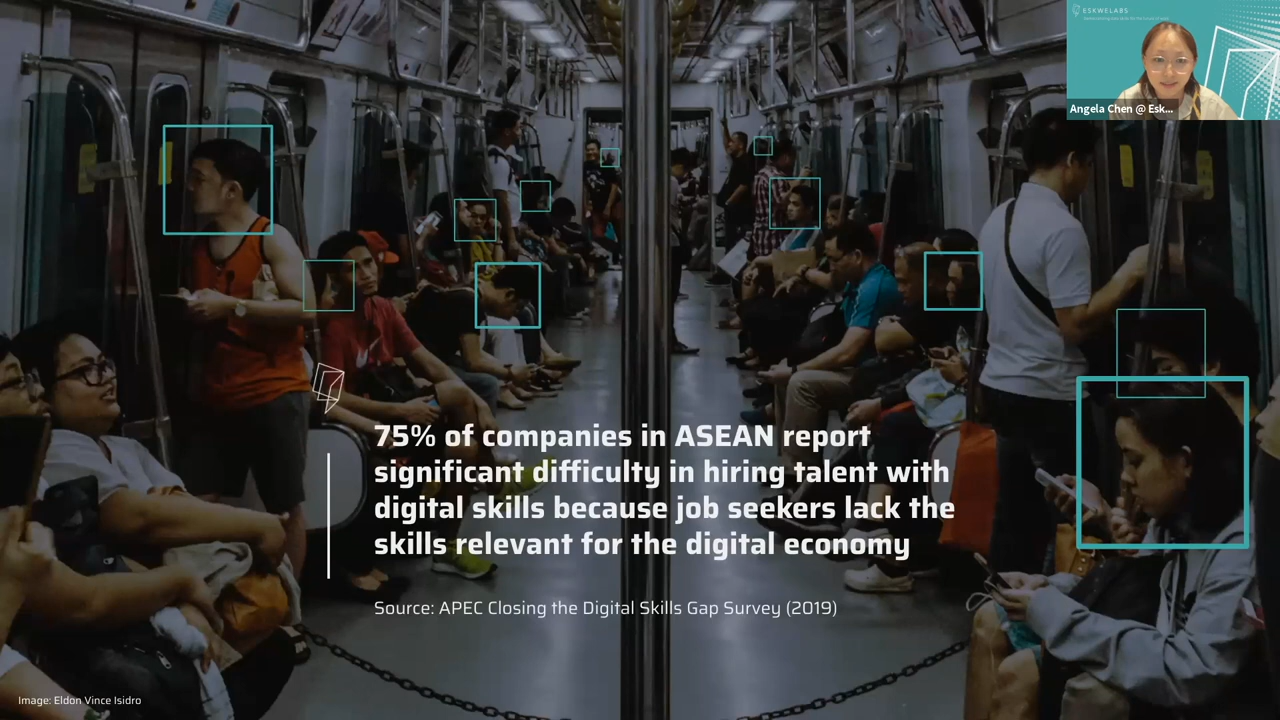 ESKWELABS
Angela Chen @ Esk...
75% of companies in ASEAN report
significant difficulty in hiring talent with
digital skills because job seekers lack the
skills relevant for the digital economy
Source: APEC Closing the Digital Skills Gap Survey (2019)
Image: Eldon Vince Isidro